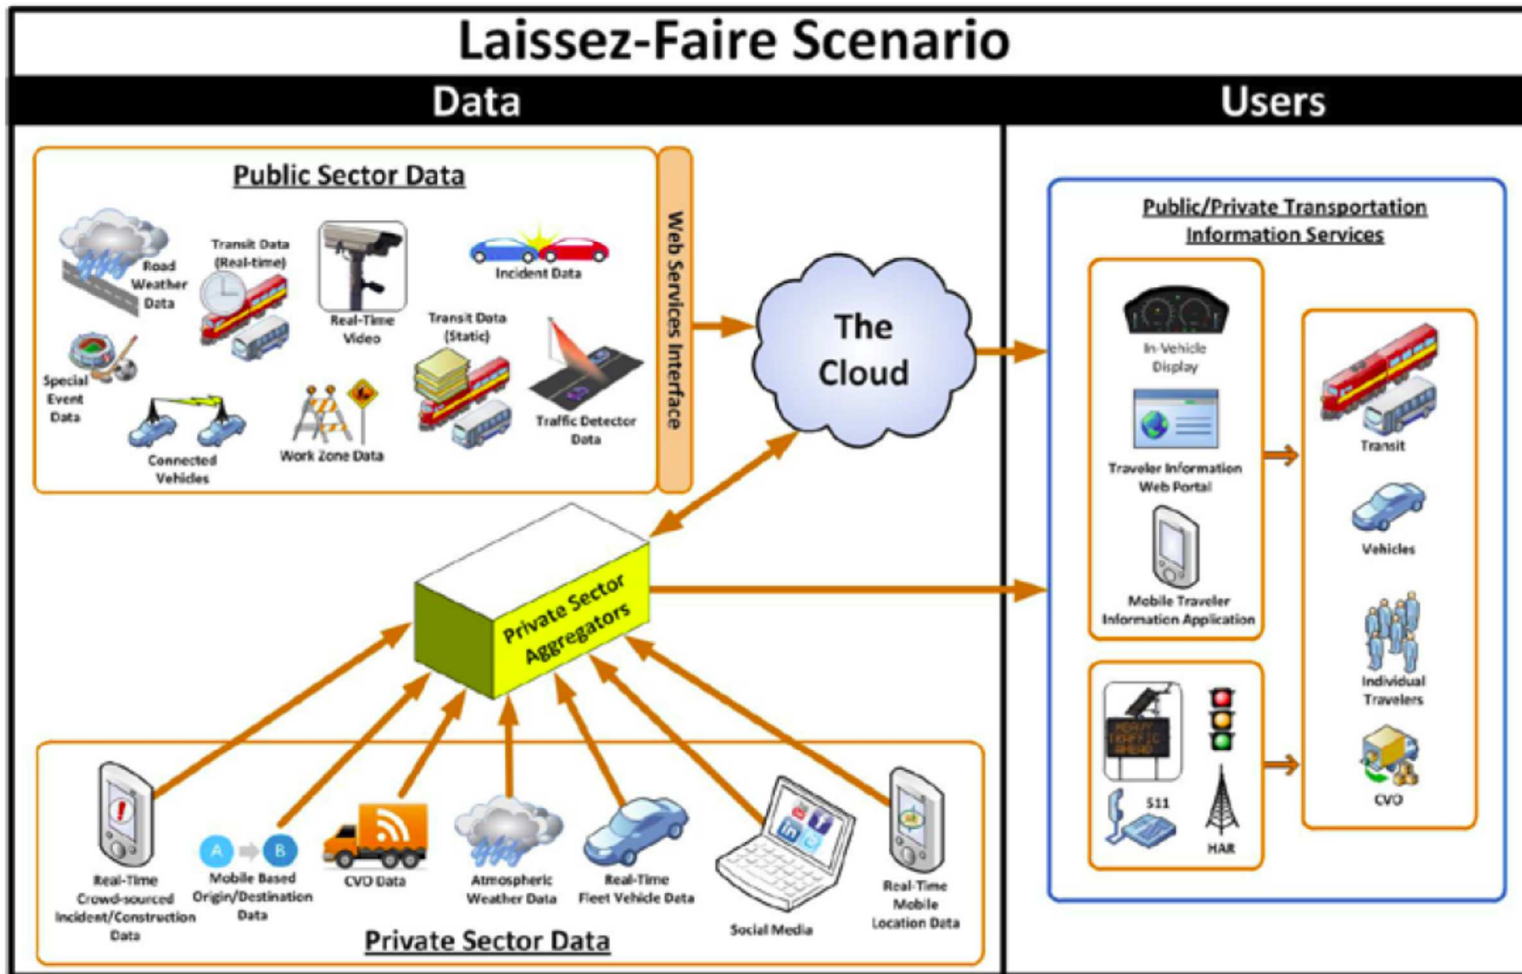 Laissez-Faire Scenario
Data
Users
Public Sector Data
Road
Weather
Data
Transit Data
(Real-time)
Real-Time
Video
Incident Data
Special
Event
Data
Connected
Vehicles
Work Zone Data
Transit Data
(Static)
Traffic Detector
Data
Web Services Interface
The
Cloud
Private Sector
Aggregators
Real-Time
Crowd-sourced
Incident/Construction
Data
A
B
Mobile Based
Origin/Destination
Data
CVO Data
Atmospheric
Weather Data
Real-Time
Fleet Vehicle Data
in
f
Social Media
Real-Time
Mobile
Location Data
Private Sector Data
Public/Private Transportation
Information Services
In-Vehicle
Display
Traveler Information
Web Portal
Mobile Traveler
Information Application
HEAVY
TRAFFIC
AHEAD
511
HAR
Transit
Vehicles
Individual
Travelers
CVO